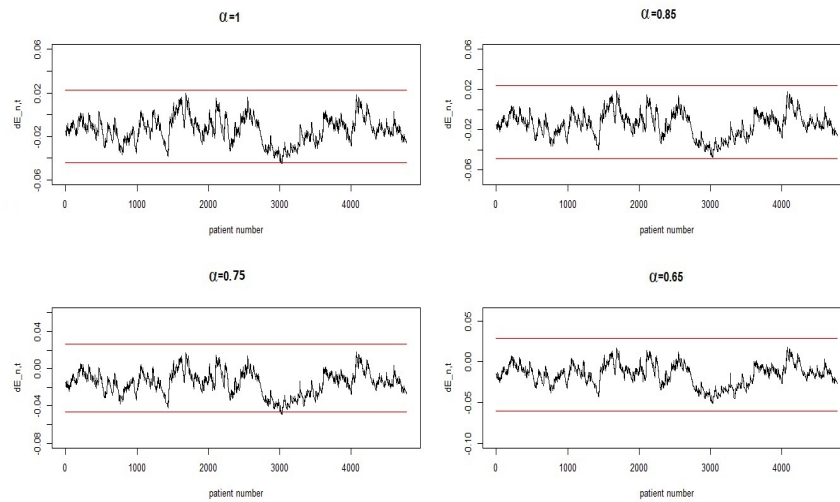 α=1
0.06
0.02
-0.02
-0.06
dE_n,t
0 1000 2000 3000 4000
patient number
α=0.85
0.06
0.02
-0.02
-0.06
dE_n,t
0 1000 2000 3000 4000
patient number
α=0.75
0.04
0.00
-0.04
-0.08
dE_n,t
0 1000 2000 3000 4000
patient number
α=0.65
0.05
0.00
-0.05
-0.10
dE_n,t
0 1000 2000 3000 4000
patient number